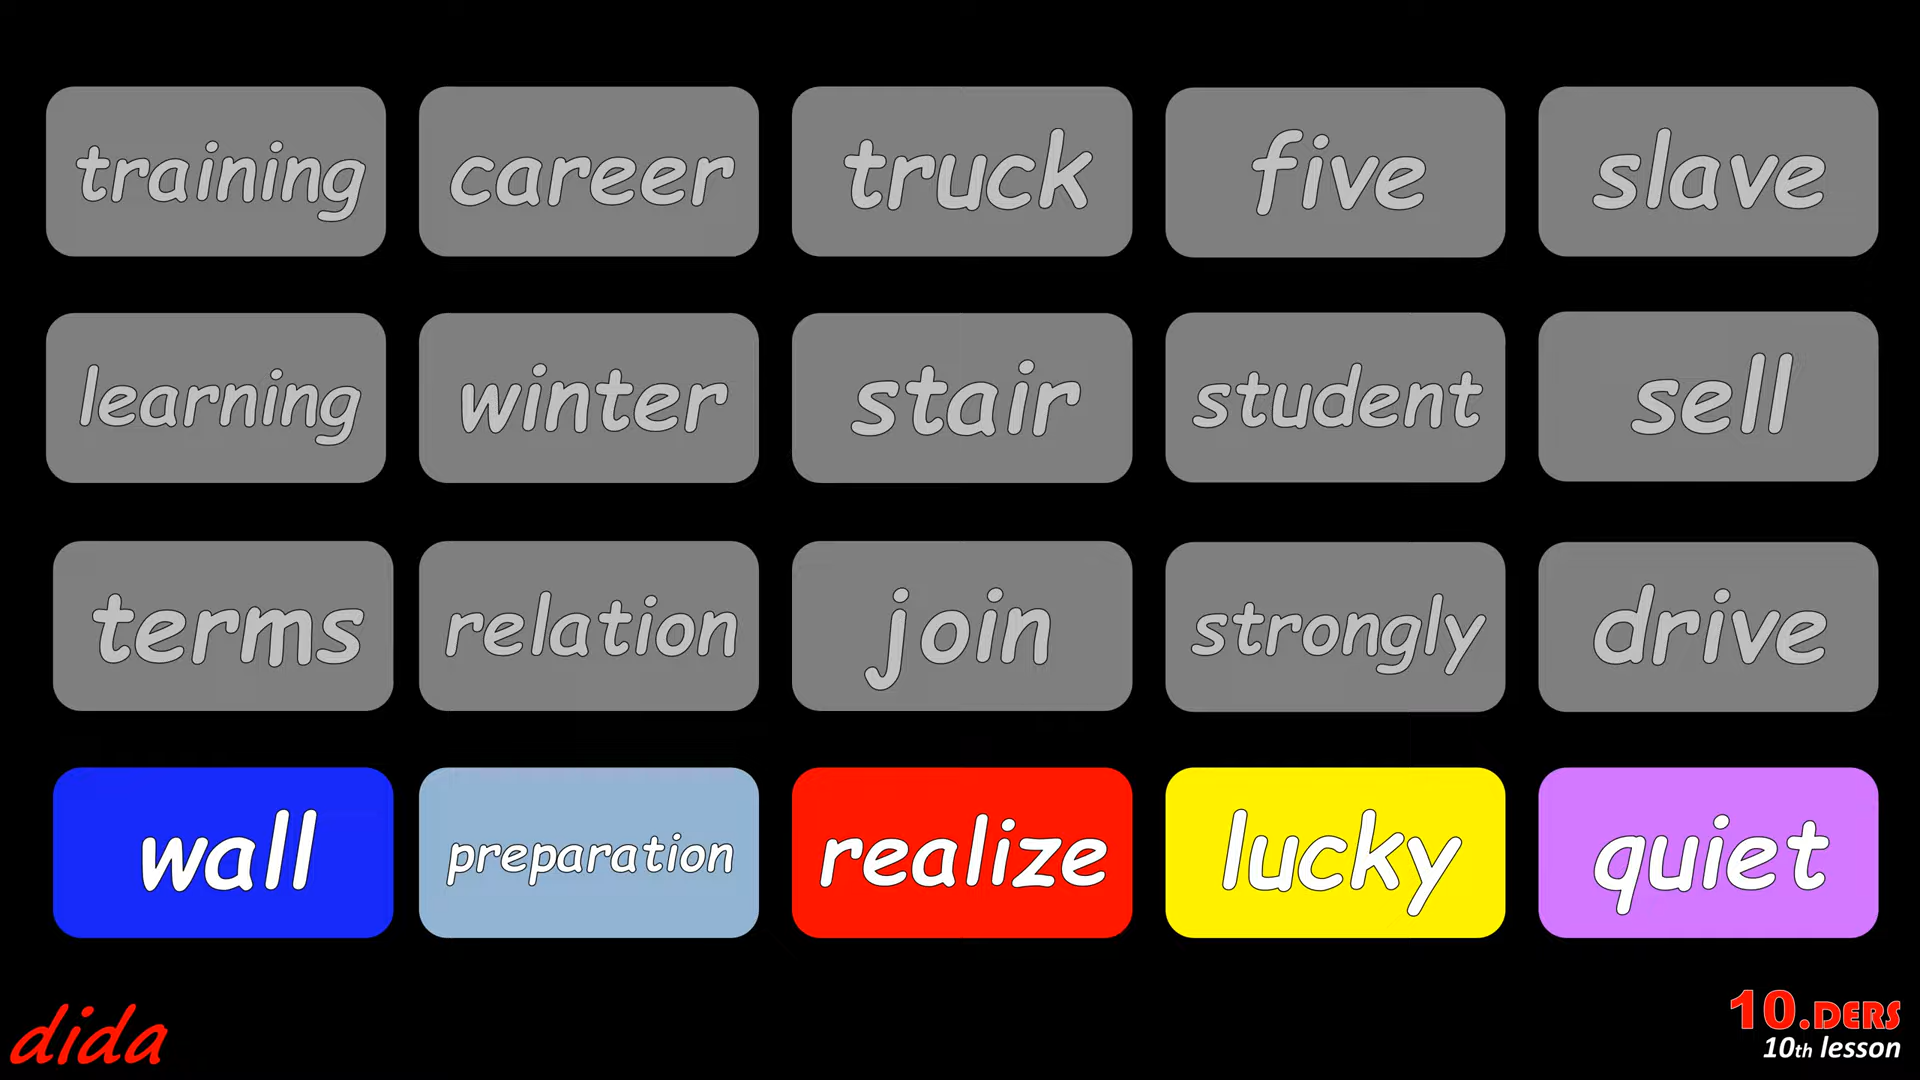 training career truck five slave
learning winter stair student sell
terms relation join strongly drive
wall preparation realize lucky quiet
dida
10.DERS
10th lesson